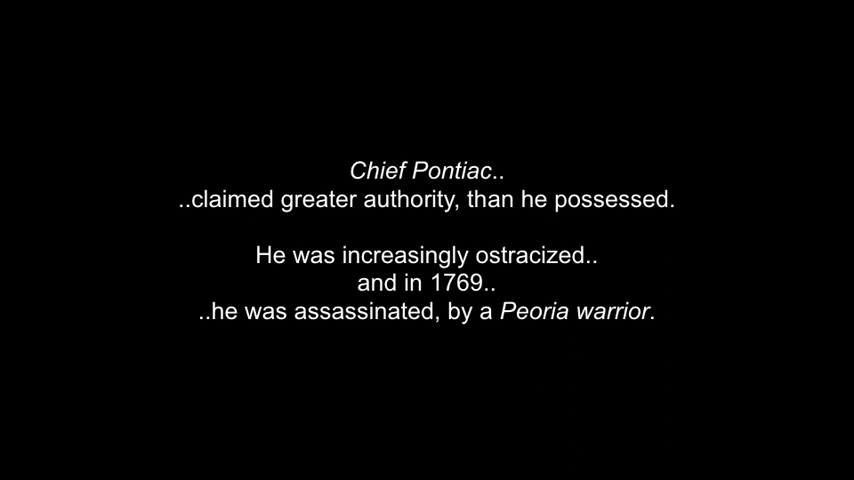 Chief Pontiac..
..claimed greater authority, than he possessed.
He was increasingly ostracized..
and in 1769..
..he was assassinated, by a Peoria warrior.